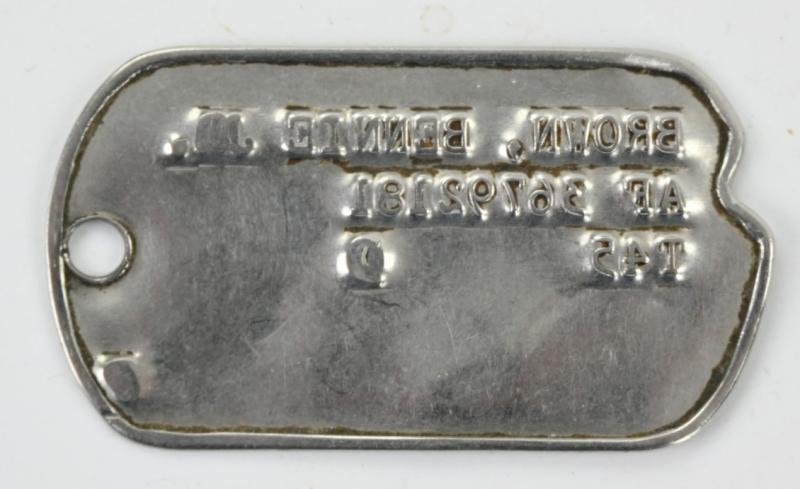 BROWN, BENNIE
AF 36792181
T45 O